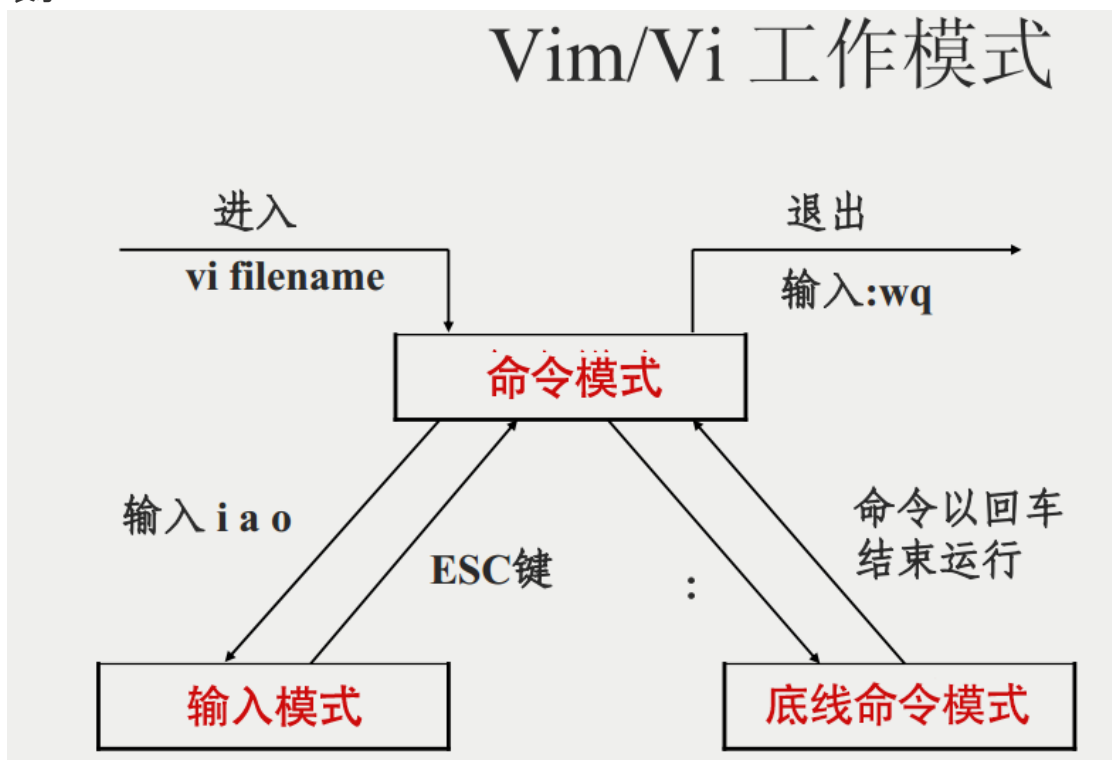 Vim/Vi 工作模式
进入
vi filename
退出
输入:wq
命令模式
输入 i a o
ESC键
:
命令以回车
结束运行
输入模式
底线命令模式